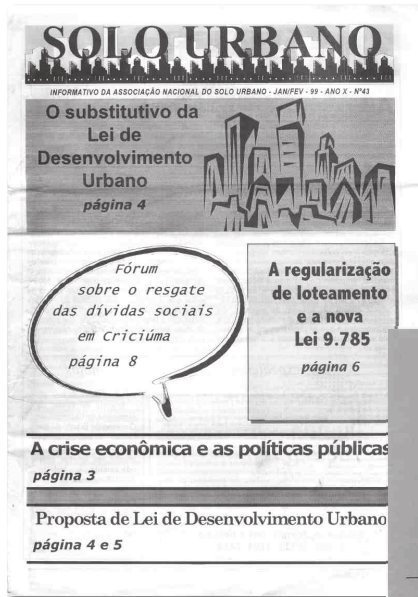 SOLO URBANO
INFORMATIVO DA ASSOCIAÇÃO NACIONAL DO SOLO URBANO - JAN/FEV - 99 - ANO X - Nº43
O substitutivo da
Lei de
Desenvolvimento
Urbano
página 4
Fórum
sobre o resgate
das dívidas sociais
em Criciúma
página 8
A regularização
de loteamento
e a nova
Lei 9.785
página 6
A crise econômica e as políticas públicas
página 3
Proposta de Lei de Desenvolvimento Urbano
página 4 e 5